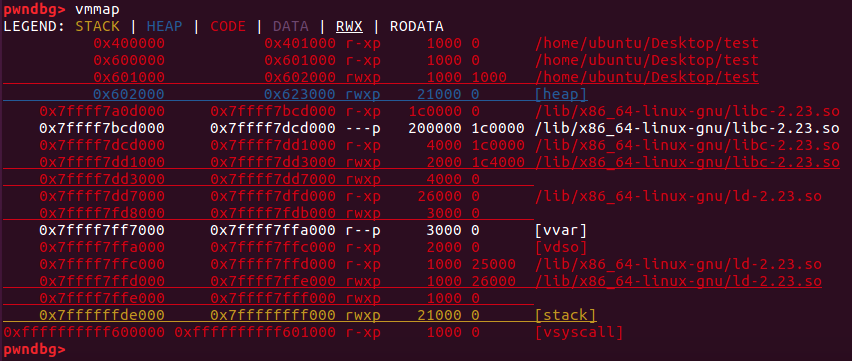 pwndbg> vmmap
LEGEND: STACK | HEAP | CODE | DATA | RWX | RODATA
0x400000 0x401000 r-xp 1000 0 /home/ubuntu/Desktop/test
0x600000 0x601000 r-xp 1000 0 /home/ubuntu/Desktop/test
0x601000 0x602000 rwxp 1000 1000 /home/ubuntu/Desktop/test
0x602000 0x623000 rwxp 21000 0 [heap]
0x7ffff7a0d000 0x7ffff7bcd000 r-xp 1c0000 0 /lib/x86_64-linux-gnu/libc-2.23.so
0x7ffff7bcd000 0x7ffff7dcd000 ---p 200000 1c0000 /lib/x86_64-linux-gnu/libc-2.23.so
0x7ffff7dcd000 0x7ffff7dd1000 r-xp 4000 1c0000 /lib/x86_64-linux-gnu/libc-2.23.so
0x7ffff7dd1000 0x7ffff7dd3000 rwxp 2000 1c4000 /lib/x86_64-linux-gnu/libc-2.23.so
0x7ffff7dd3000 0x7ffff7dd7000 rwxp 4000 0
0x7ffff7dd7000 0x7ffff7dfd000 r-xp 26000 0 /lib/x86_64-linux-gnu/ld-2.23.so
0x7ffff7fd8000 0x7ffff7fdb000 rwxp 3000 0
0x7ffff7ff7000 0x7ffff7ffa000 r--p 3000 0 [vvar]
0x7ffff7ffa000 0x7ffff7ffc000 r-xp 2000 0 [vdso]
0x7ffff7ffc000 0x7ffff7ffd000 r-xp 1000 25000 /lib/x86_64-linux-gnu/ld-2.23.so
0x7ffff7ffd000 0x7ffff7ffe000 rwxp 1000 26000 /lib/x86_64-linux-gnu/ld-2.23.so
0x7ffff7ffe000 0x7ffff7fff000 rwxp 1000 0
0x7ffffffde000 0x7ffffffff000 rwxp 21000 0 [stack]
0xffffffffff600000 0xffffffffff601000 r-xp 1000 0 [vsyscall]
pwndbg>